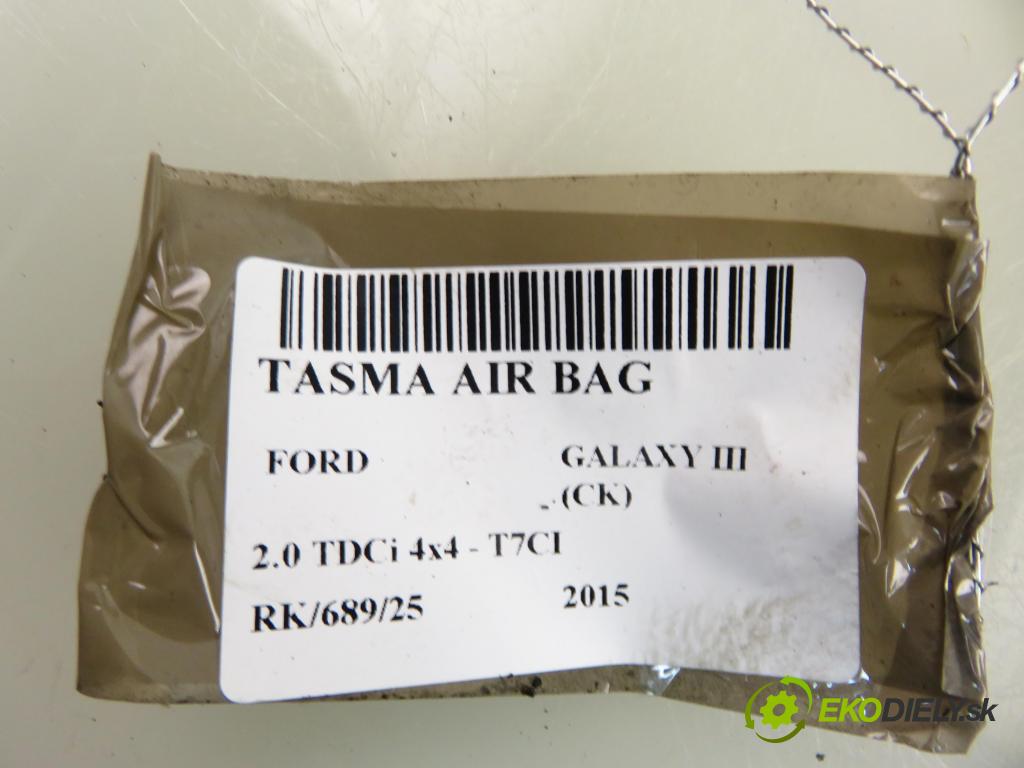 TASMA AIR BAG
FORD
GALAXY III
(CK)
2.0 TDCi 4x4 - T7CI
RK/689/25
2015
EKODIELY.sk